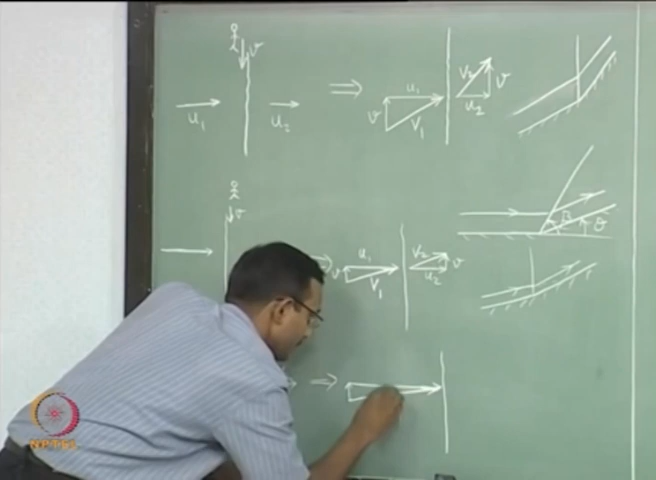 v
u₁
u₂
⇒
u₁
v
V₁
V₂
v
u₂
v
⇒
u₁
v
V₁
V₂
v
u₂
β
θ
⇒
NPTEL